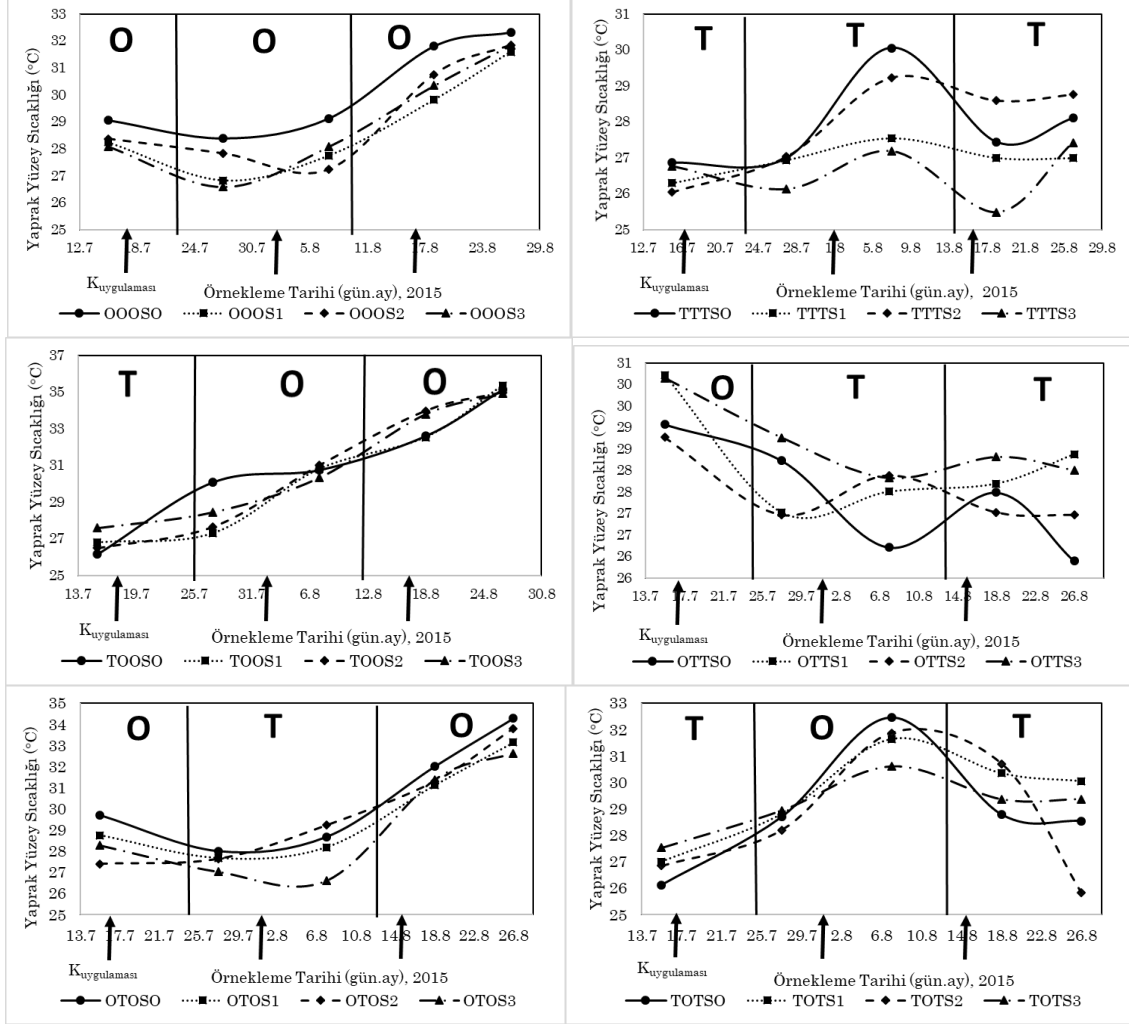 Yaprak Yüzey Sıcaklığı (°C)
33
32
31
30
29
28
27
26
25
O O O
12.7 18.7 24.7 30.7 5.8 11.8 17.8 23.8 29.8
Kuygulaması
Örnekleme Tarihi (gün.ay), 2015
OOOSO OOOS1 OOOS2 OOOS3
Yaprak Yüzey Sıcaklığı (°C)
31
30
29
28
27
26
25
T T T
12.7 16.7 20.7 24.7 28.7 1.8 5.8 9.8 13.8 17.8 21.8 25.8 29.8
Kuygulaması
Örnekleme Tarihi (gün.ay), 2015
TTTSO TTTS1 TTTS2 TTTS3
Yaprak Yüzey Sıcaklığı (°C)
37
35
33
31
29
27
25
T O O
13.7 19.7 25.7 31.7 6.8 12.8 18.8 24.8 30.8
Kuygulaması
Örnekleme Tarihi (gün.ay), 2015
TOOSO TOOS1 TOOS2 TOOS3
Yaprak Yüzey Sıcaklığı (°C)
31
30
30
29
29
28
28
27
27
26
26
O T T
13.7 17.7 21.7 25.7 29.7 2.8 6.8 10.8 14.8 18.8 22.8 26.8
Kuygulaması
Örnekleme Tarihi (gün.ay), 2015
OTTSO OTTS1 OTTS2 OTTS3
Yaprak Yüzey Sıcaklığı (°C)
35
34
33
32
31
30
29
28
27
26
25
O T O
13.7 17.7 21.7 25.7 29.7 2.8 6.8 10.8 14.8 18.8 22.8 26.8
Kuygulaması
Örnekleme Tarihi (gün.ay), 2015
OTOSO OTOS1 OTOS2 OTOS3
Yaprak Yüzey Sıcaklığı (°C)
33
32
31
30
29
28
27
26
25
T O T
13.7 17.7 21.7 25.7 29.7 2.8 6.8 10.8 14.8 18.8 22.8 26.8
Kuygulaması
Örnekleme Tarihi (gün.ay), 2015
TOTSO TOTS1 TOTS2 TOTS3